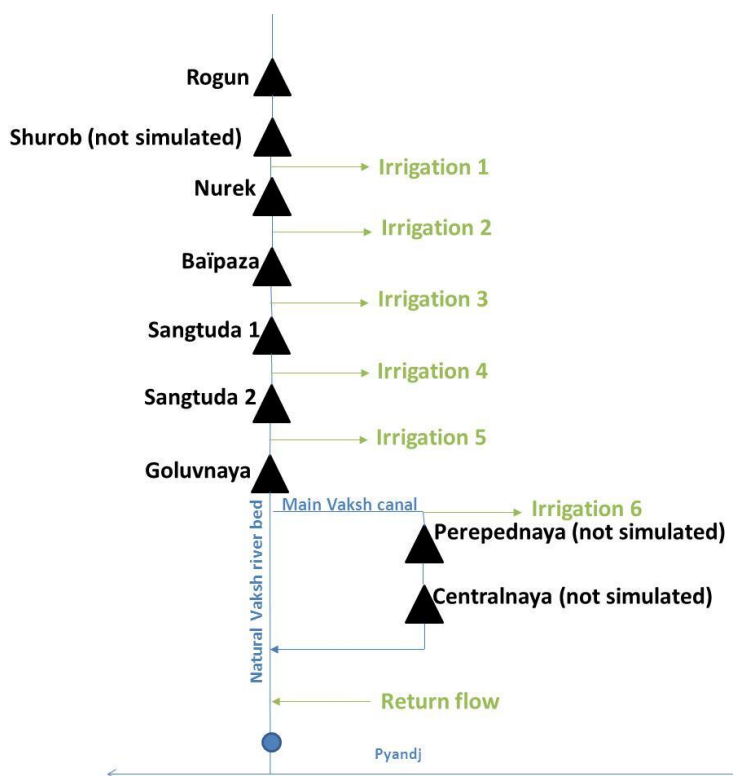 Rogun
Shurob (not simulated)
Irrigation 1
Nurek
Irrigation 2
Baïpaza
Irrigation 3
Sangtuda 1
Irrigation 4
Sangtuda 2
Irrigation 5
Goluvnaya
Main Vaksh canal
Irrigation 6
Natural Vaksh river bed
Perepednaya (not simulated)
Centralnaya (not simulated)
Return flow
Pyandj